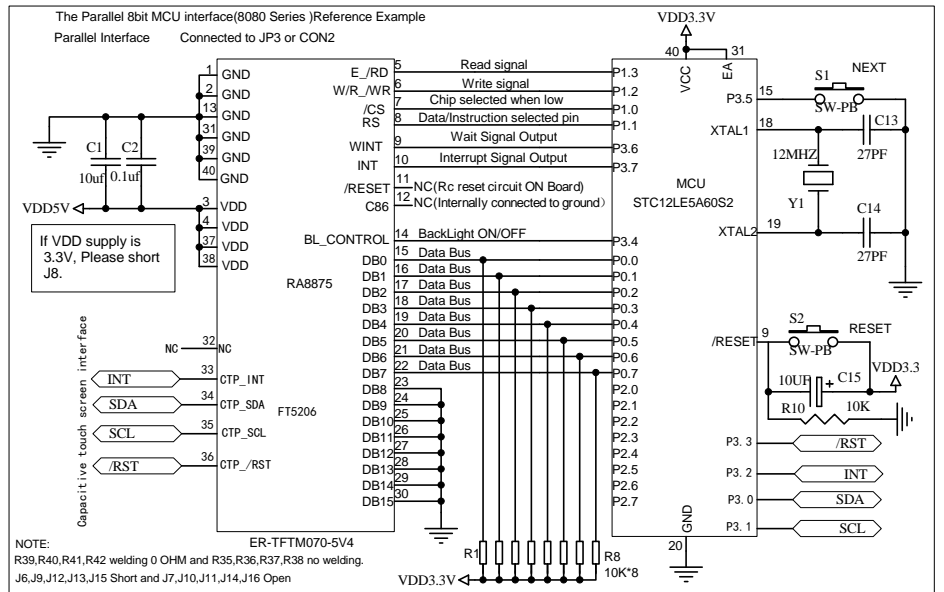 The Parallel 8bit MCU interface(8080 Series )Reference Example
Parallel Interface Connected to JP3 or CON2
1 GND
2 GND
13 GND
31 GND
39 GND
40 GND
C1 C2
10uf 0.1uf
VDD5V
3 VDD
4 VDD
37 VDD
38 VDD
If VDD supply is
3.3V, Please short
J8.
RA8875
E_/RD 5 Read signal P1.3
W/R_/WR 6 Write signal P1.2
/CS 7 Chip selected when low P1.0
RS 8 Data/Instruction selected pin P1.1
WINT 9 Wait Signal Output P3.6
INT 10 Interrupt Signal Output P3.7
/RESET 11 NC(Rc reset circuit ON Board)
C86 12 NC(Internally connected to ground)
BL_CONTROL 14 BackLight ON/OFF P3.4
DB0 15 Data Bus P0.0
DB1 16 Data Bus P0.1
DB2 17 Data Bus P0.2
DB3 18 Data Bus P0.3
DB4 19 Data Bus P0.4
DB5 20 Data Bus P0.5
DB6 21 Data Bus P0.6
DB7 22 Data Bus P0.7
DB8 23 P2.0
DB9 24 P2.1
DB10 25 P2.2
DB11 26 P2.3
DB12 27 P2.4
DB13 28 P2.5
DB14 29 P2.6
DB15 30 P2.7
NC 32 NC
Capacitive touch screen interface
INT 33 CTP_INT
SDA 34 CTP_SDA
SCL 35 CTP_SCL
/RST 36 CTP_/RST
FT5206
ER-TFTM070-5V4
R1 R8
10K*8
VDD3.3V
VDD3.3V
40 31
VCC EA
MCU
STC12LE5A60S2
GND
20
S1 NEXT
P3.5 15 SW-PB
XTAL1 18 C13
27PF
12MHZ
Y1
XTAL2 19 C14
27PF
S2 RESET
/RESET 9 SW-PB
VDD3.3
10UF + C15
R10 10K
P3. 3 /RST
P3. 2 INT
P3. 0 SDA
P3. 1 SCL
NOTE:
R39,R40,R41,R42 welding 0 OHM and R35,R36,R37,R38 no welding.
J6,J9,J12,J13,J15 Short and J7,J10,J11,J14,J16 Open